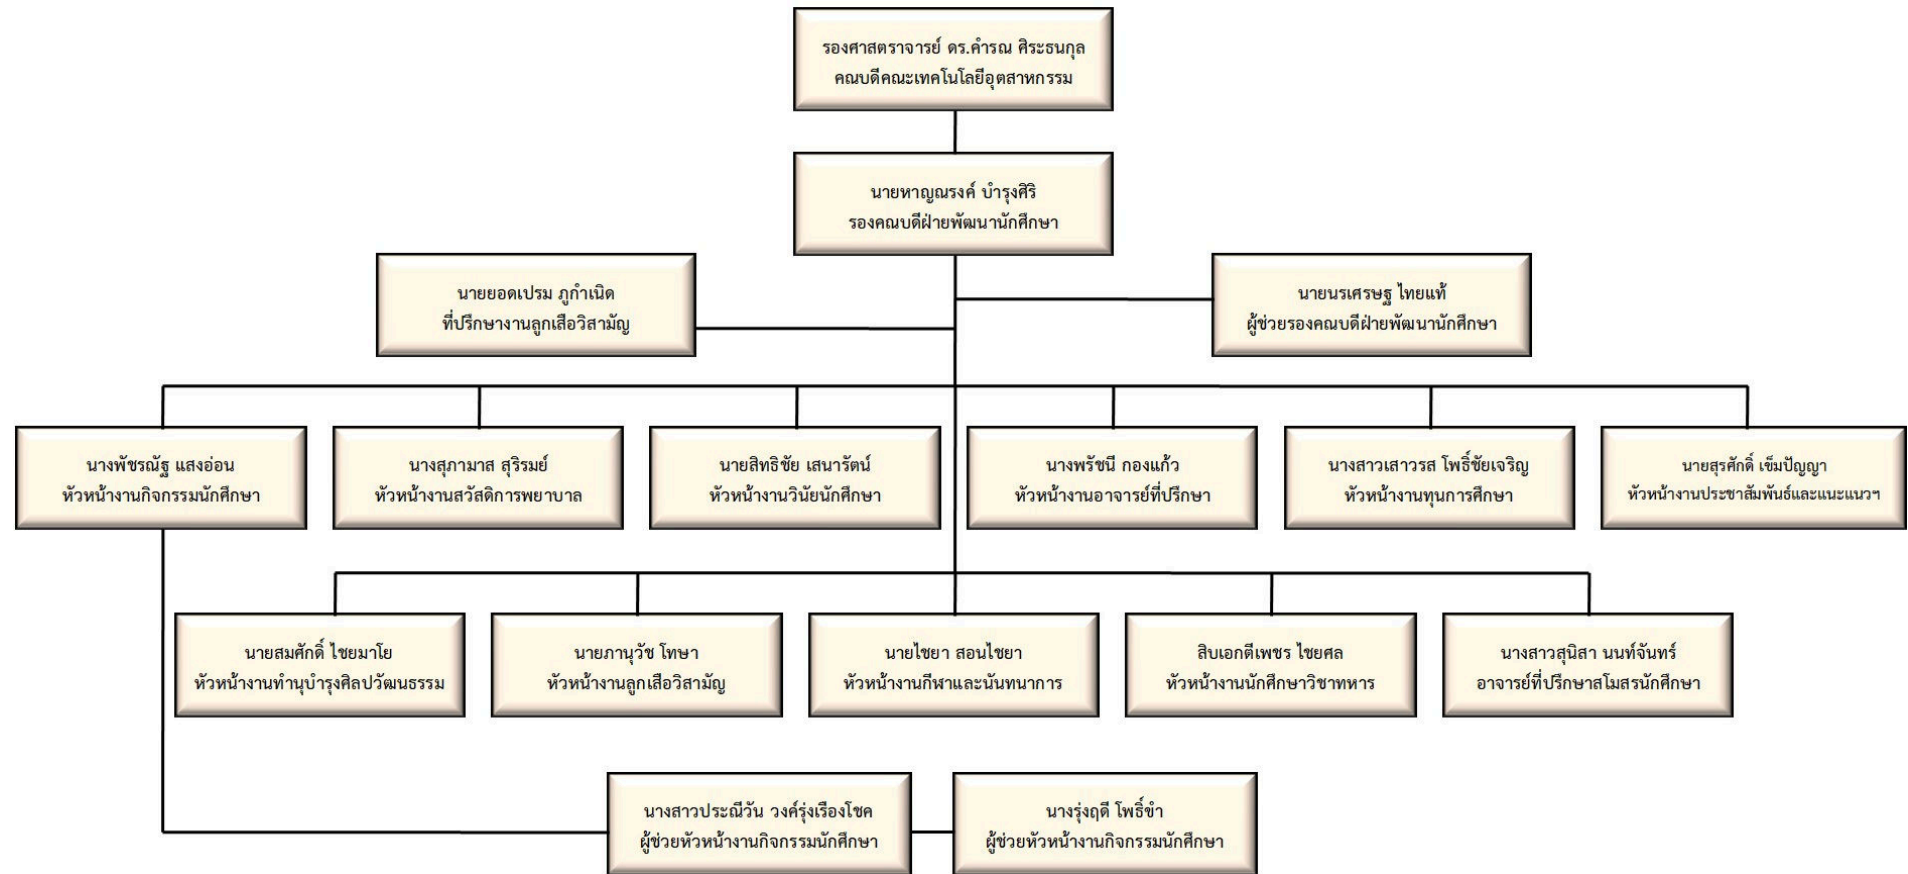 รองศาสตราจารย์ ดร.คำรณ ศิระธนกุล
คณบดีคณะเทคโนโลยีอุตสาหกรรม
นายหาญณรงค์ บำรุงศิริ
รองคณบดีฝ่ายพัฒนานักศึกษา
นายยอดเปรม ภูกำเนิด
ที่ปรึกษางานลูกเสือวิสามัญ
นายนรเศรษฐ ไทยแท้
ผู้ช่วยรองคณบดีฝ่ายพัฒนานักศึกษา
นางพัชรณัฐ แสงอ่อน
หัวหน้างานกิจกรรมนักศึกษา
นางสุภามาส สุริรมย์
หัวหน้างานสวัสดิการพยาบาล
นายสิทธิชัย เสนารัตน์
หัวหน้างานวินัยนักศึกษา
นางพรัชนี กองแก้ว
หัวหน้างานอาจารย์ที่ปรึกษา
นางสาวเสาวรส โพธิ์ชัยเจริญ
หัวหน้างานทุนการศึกษา
นายสุรศักดิ์ เข็มปัญญา
หัวหน้างานประชาสัมพันธ์และแนะแนวฯ
นายสมศักดิ์ ไชยมาโย
หัวหน้างานทำนุบำรุงศิลปวัฒนธรรม
นายภานุวัช โทษา
หัวหน้างานลูกเสือวิสามัญ
นายไชยา สอนไชยา
หัวหน้างานกีฬาและนันทนาการ
สิบเอกตีเพชร ไชยศล
หัวหน้างานนักศึกษาวิชาทหาร
นางสาวสุนิสา นนท์จันทร์
อาจารย์ที่ปรึกษาสโมสรนักศึกษา
นางสาวประณีวัน วงค์รุ่งเรืองโชค
ผู้ช่วยหัวหน้างานกิจกรรมนักศึกษา
นางรุ่งฤดี โพธิ์ขำ
ผู้ช่วยหัวหน้างานกิจกรรมนักศึกษา